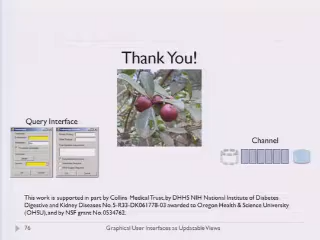 Thank You!
Query Interface
Channel
This work is supported in part by Collins Medical Trust, by DHHS NIH National Institute of Diabetes
Digestive and Kidney Diseases No. 5-R33-DK061778-03 awarded to Oregon Health & Science University
(OHSU), and by NSF grant No. 0534762.
76
Graphical User Interfaces as Updatable Views